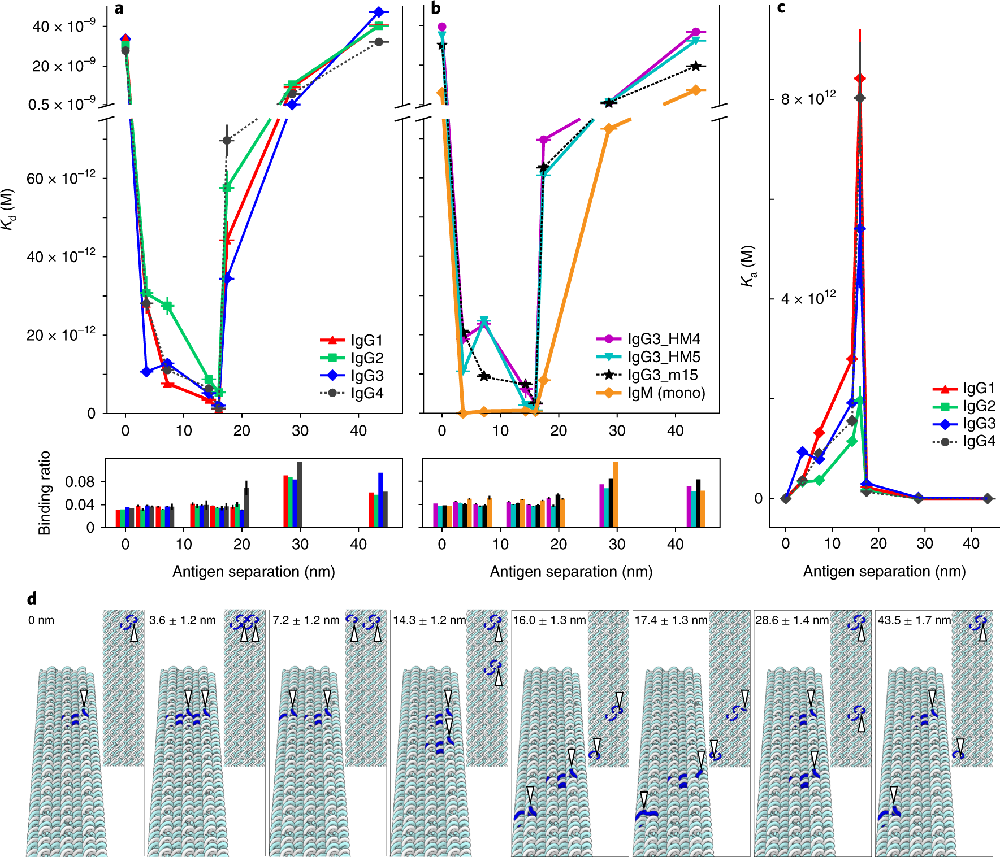 a
b
c
40 × 10⁻⁹
20 × 10⁻⁹
0.5 × 10⁻⁹
60 × 10⁻¹²
40 × 10⁻¹²
20 × 10⁻¹²
0
Kd (M)
IgG1
IgG2
IgG3
IgG4
0 10 20 30 40
IgG3_HM4
IgG3_HM5
IgG3_m15
IgM (mono)
0 10 20 30 40
8 × 10¹²
4 × 10¹²
0
Ka (M)
IgG1
IgG2
IgG3
IgG4
0 10 20 30 40
Antigen separation (nm)
Binding ratio
0.08
0.04
0
0 10 20 30 40
Antigen separation (nm)
0 10 20 30 40
Antigen separation (nm)
d
0 nm
3.6 ± 1.2 nm
7.2 ± 1.2 nm
14.3 ± 1.2 nm
16.0 ± 1.3 nm
17.4 ± 1.3 nm
28.6 ± 1.4 nm
43.5 ± 1.7 nm